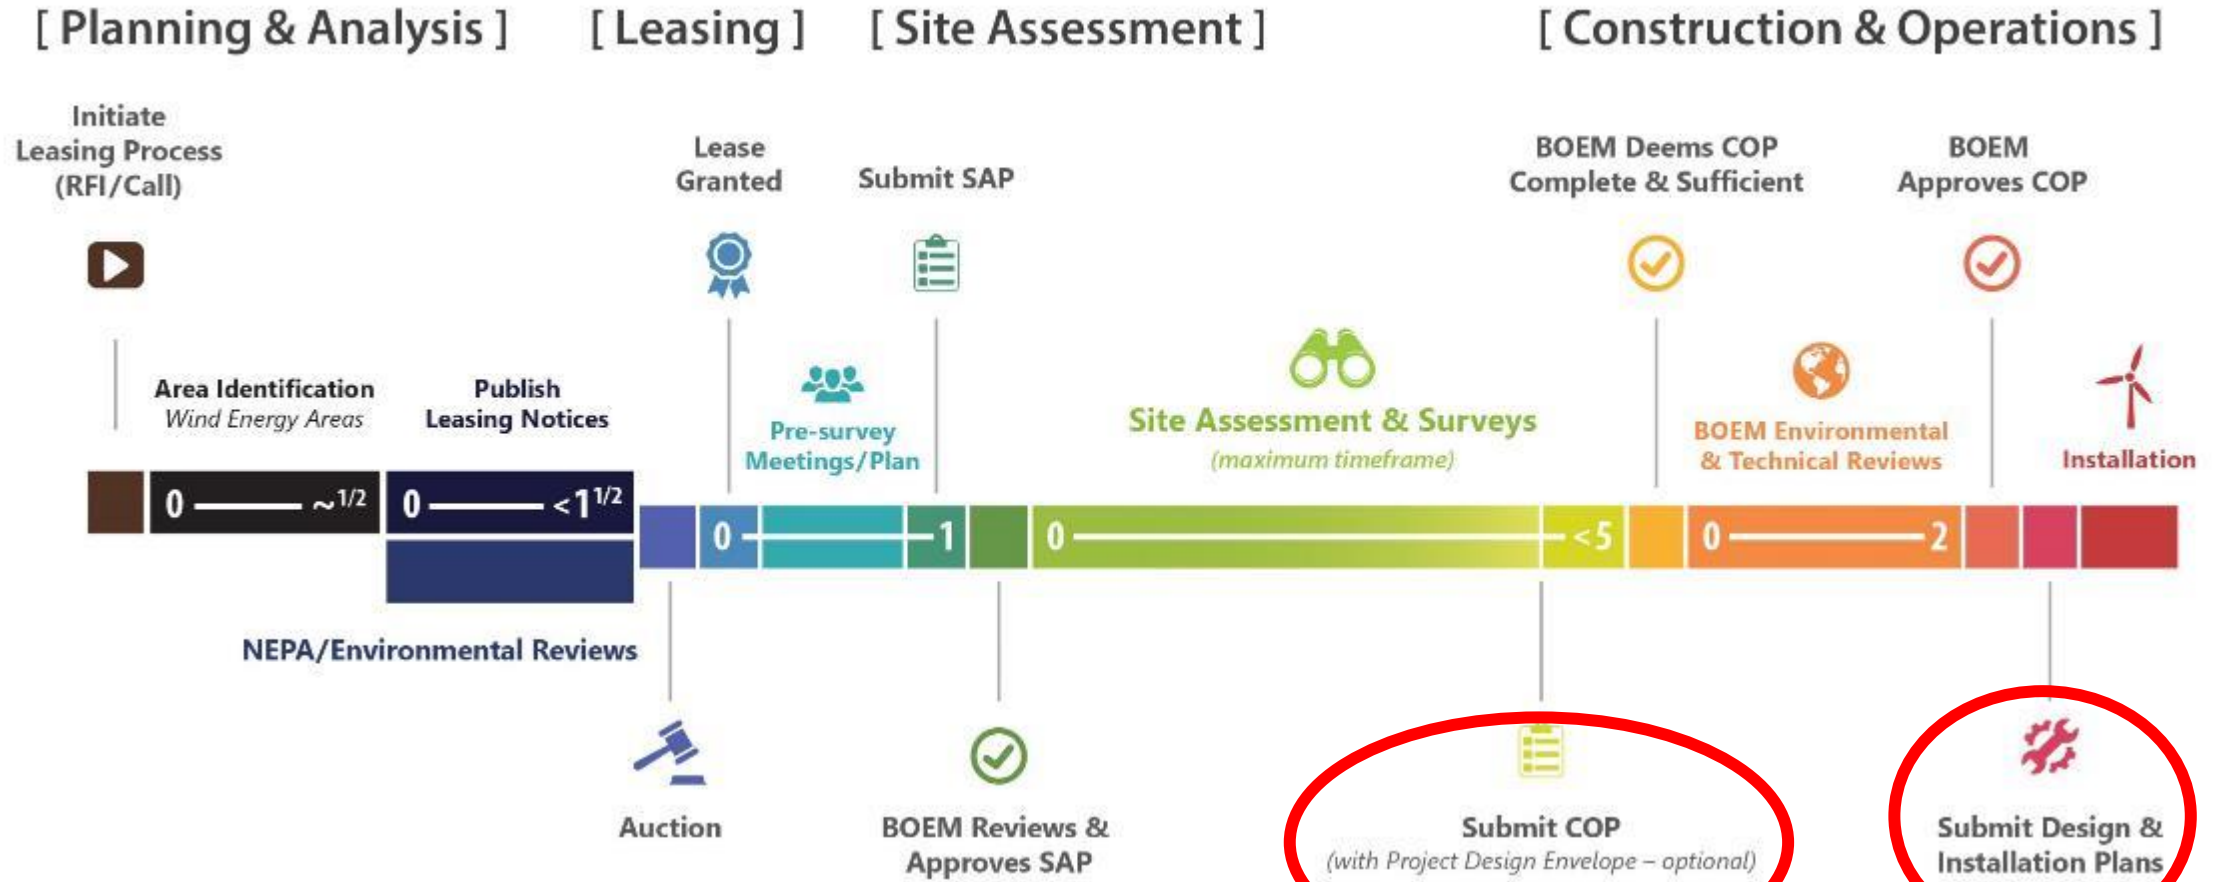 [ Planning & Analysis ]
[ Leasing ]
[ Site Assessment ]
[ Construction & Operations ]
Initiate
Leasing Process
(RFI/Call)
Lease
Granted
Submit SAP
BOEM Deems COP
Complete & Sufficient
BOEM
Approves COP
Area Identification
Wind Energy Areas
Publish
Leasing Notices
Pre-survey
Meetings/Plan
Site Assessment & Surveys
(maximum timeframe)
BOEM Environmental
& Technical Reviews
Installation
0 ~1/2
0 <1 1/2
0 1
0 <5
0 2
NEPA/Environmental Reviews
Auction
BOEM Reviews &
Approves SAP
Submit COP
(with Project Design Envelope – optional)
Submit Design &
Installation Plans